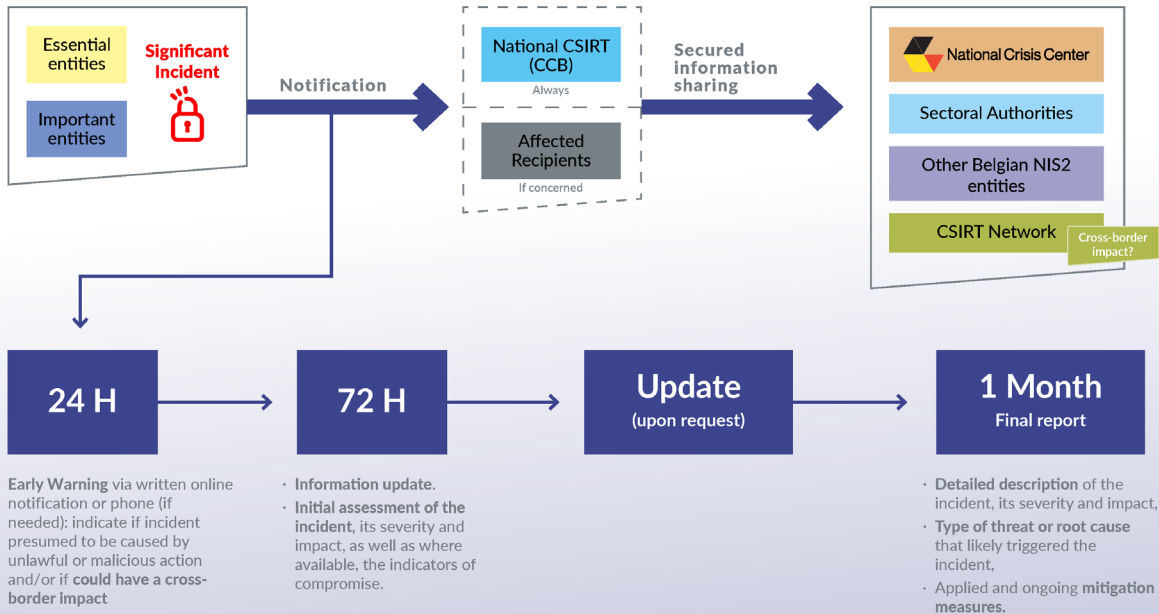 Essential
entities
Significant
Incident
Important
entities
Notification
National CSIRT
(CCB)
Always
Affected
Recipients
If concerned
Secured
information
sharing
National Crisis Center
Sectoral Authorities
Other Belgian NIS2
entities
CSIRT Network
Cross-border
impact?
24 H
72 H
Update
(upon request)
1 Month
Final report
Early Warning via written online
notification or phone (if
needed): indicate if incident
presumed to be caused by
unlawful or malicious action
and/or if could have a cross-
border impact
· Information update.
· Initial assessment of the
incident, its severity and
impact, as well as where
available, the indicators of
compromise.
· Detailed description of the
incident, its severity and impact,
· Type of threat or root cause
that likely triggered the
incident,
· Applied and ongoing mitigation
measures.